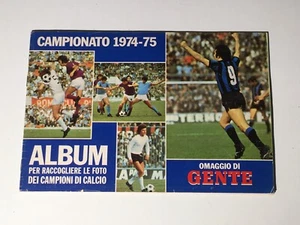 CAMPIONATO 1974-75
9
ALBUM
PER RACCOGLIERE LE FOTO
DEI CAMPIONI DI CALCIO
OMAGGIO DI
GENTE